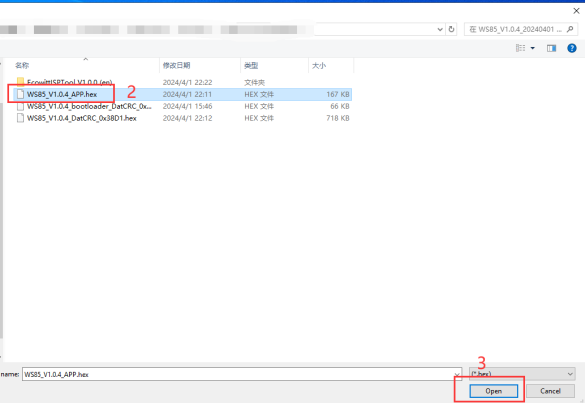 在 WS85_V1.0.4_20240401 ...
名称 修改日期 类型 大小
EcowittISPTool V1.0.0 (en) 2024/4/1 22:22 文件夹
WS85_V1.0.4_APP.hex 2 2024/4/1 22:11 HEX 文件 167 KB
WS85_V1.0.4_bootloader_DatCRC_0x... 2024/4/1 15:46 HEX 文件 66 KB
WS85_V1.0.4_DatCRC_0x38D1.hex 2024/4/1 22:12 HEX 文件 718 KB
3
name: WS85_V1.0.4_APP.hex (*.hex)
Open Cancel